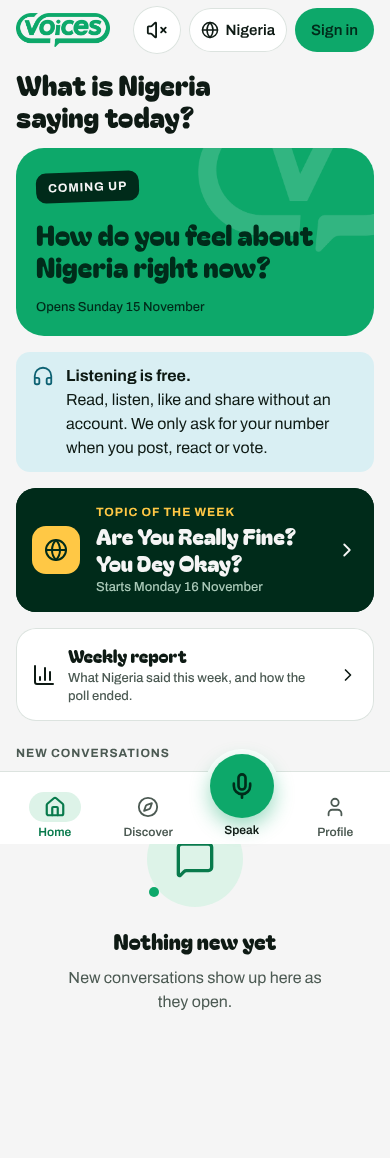 Voices
Nigeria
Sign in
What is Nigeria
saying today?
COMING UP
How do you feel about
Nigeria right now?
Opens Sunday 15 November
Listening is free.
Read, listen, like and share without an
account. We only ask for your number
when you post, react or vote.
TOPIC OF THE WEEK
Are You Really Fine?
You Dey Okay?
Starts Monday 16 November
Weekly report
What Nigeria said this week, and how the
poll ended.
NEW CONVERSATIONS
Home
Discover
Speak
Profile
Nothing new yet
New conversations show up here as
they open.